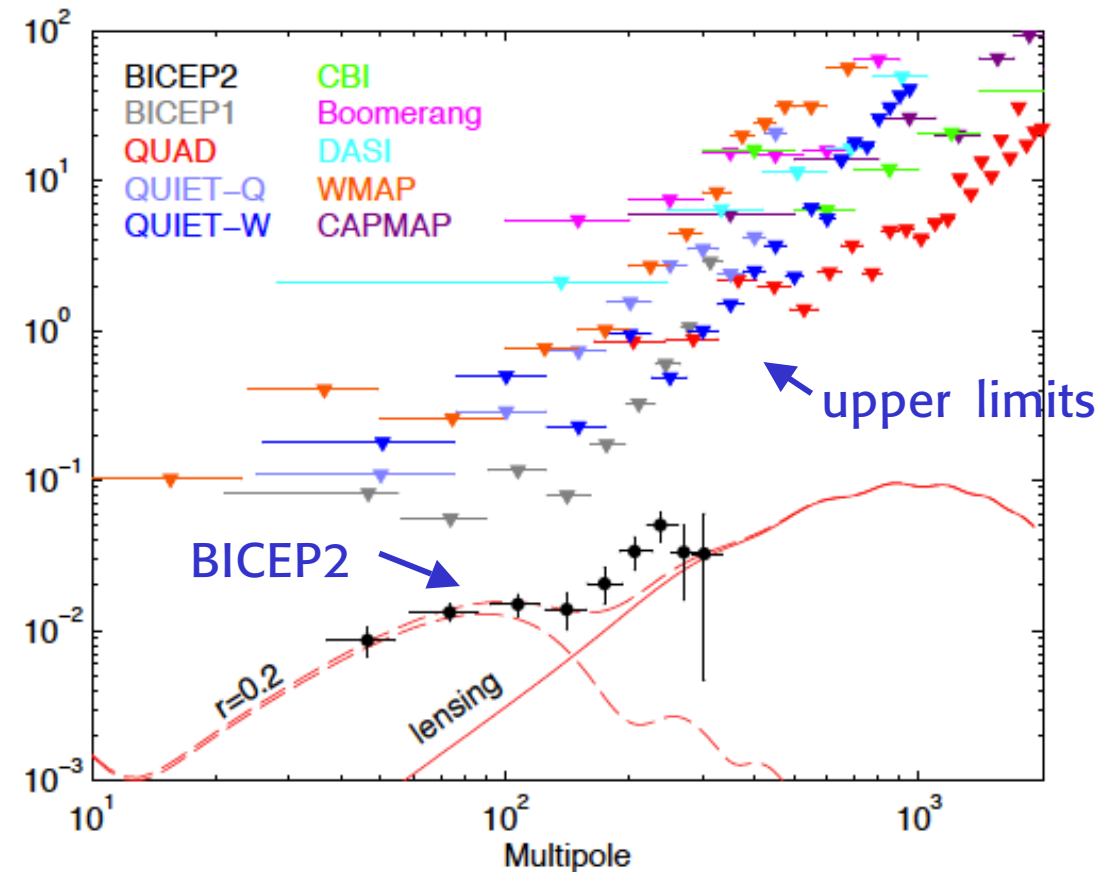 10²
10¹
10⁰
10⁻¹
10⁻²
10⁻³
BICEP2 CBI
BICEP1 Boomerang
QUAD DASI
QUIET−Q WMAP
QUIET−W CAPMAP
upper limits
BICEP2
r=0.2
lensing
10¹ 10² 10³
Multipole